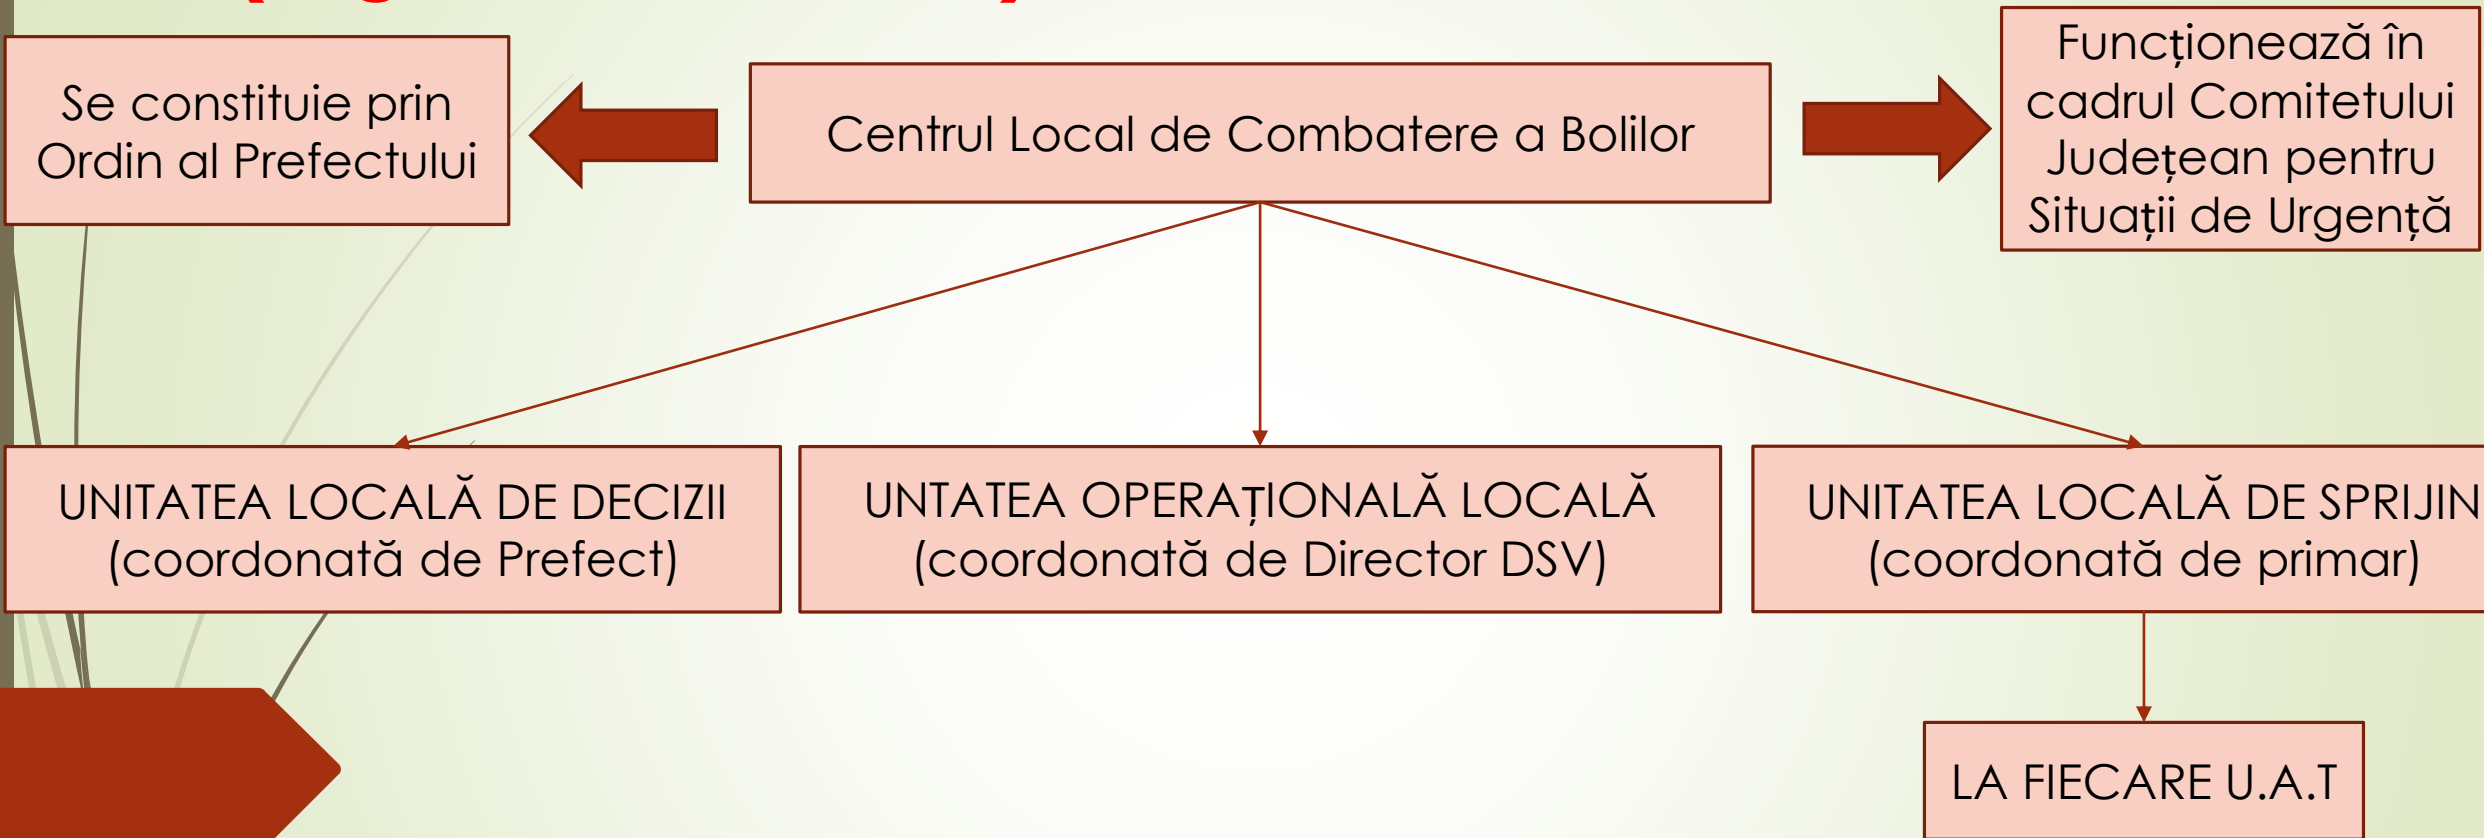 Se constituie prin
Ordin al Prefectului
Centrul Local de Combatere a Bolilor
Funcționează în
cadrul Comitetului
Județean pentru
Situații de Urgență
UNITATEA LOCALĂ DE DECIZII
(coordonată de Prefect)
UNTATEA OPERAȚIONALĂ LOCALĂ
(coordonată de Director DSV)
UNITATEA LOCALĂ DE SPRIJIN
(coordonată de primar)
LA FIECARE U.A.T